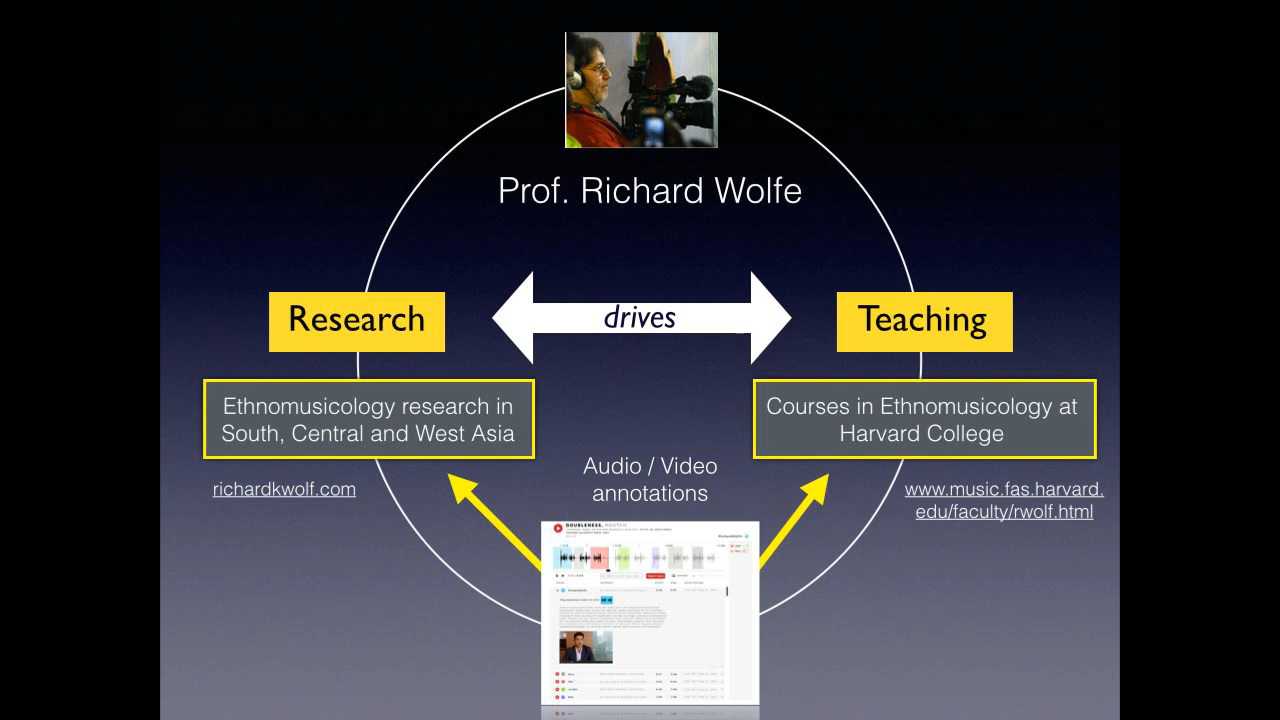 Prof. Richard Wolfe
Research
drives
Teaching
Ethnomusicology research in
South, Central and West Asia
Courses in Ethnomusicology at
Harvard College
Audio / Video
annotations
richardkwolf.com
www.music.fas.harvard.
edu/faculty/rwolf.html
DOUBLENESS,